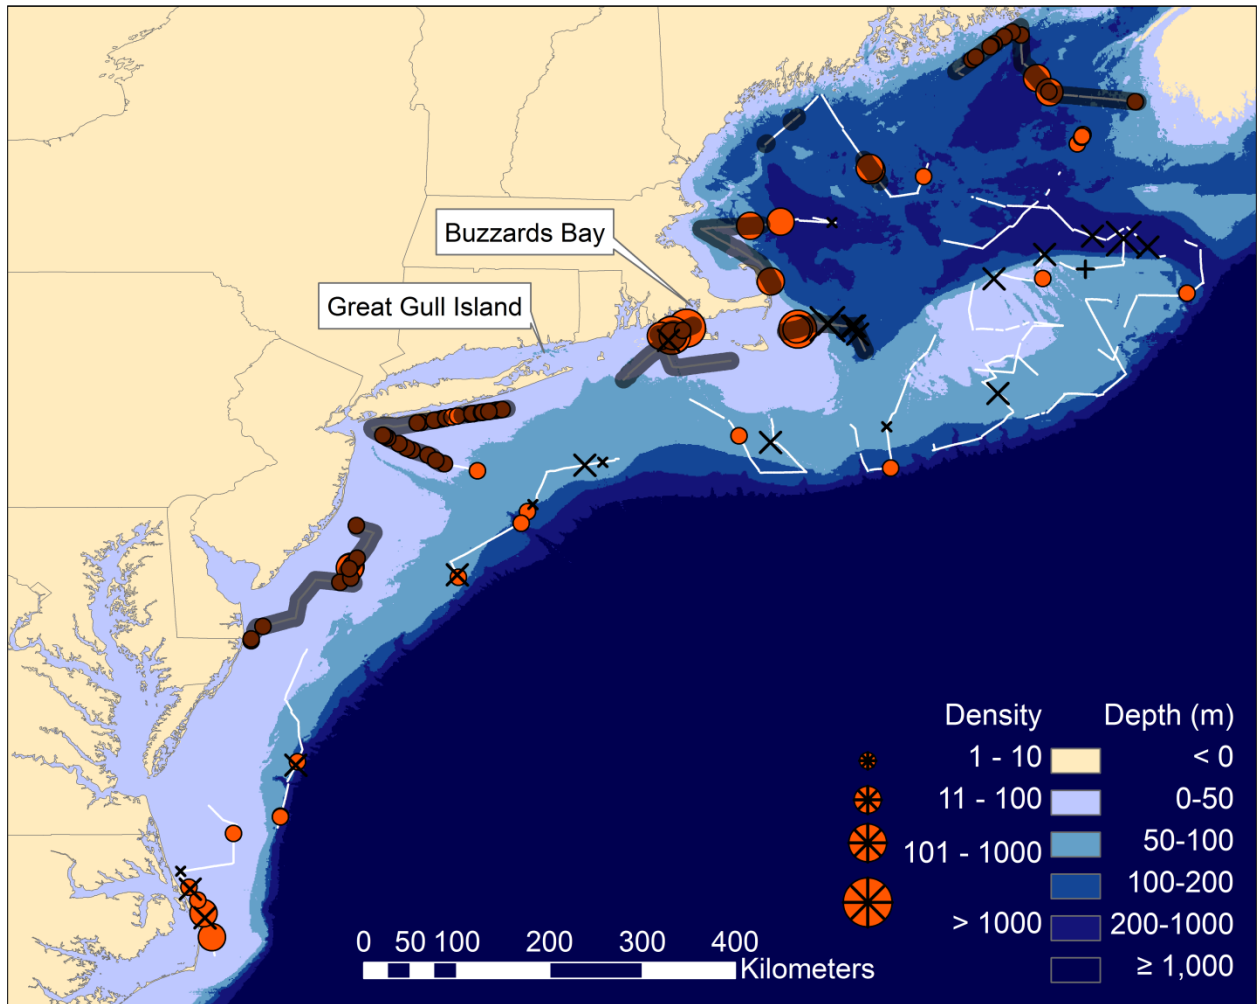 Buzzards Bay
Great Gull Island
Density
1 - 10
11 - 100
101 - 1000
> 1000
Depth (m)
< 0
0-50
50-100
100-200
200-1000
≥ 1,000
0 50 100 200 300 400
Kilometers